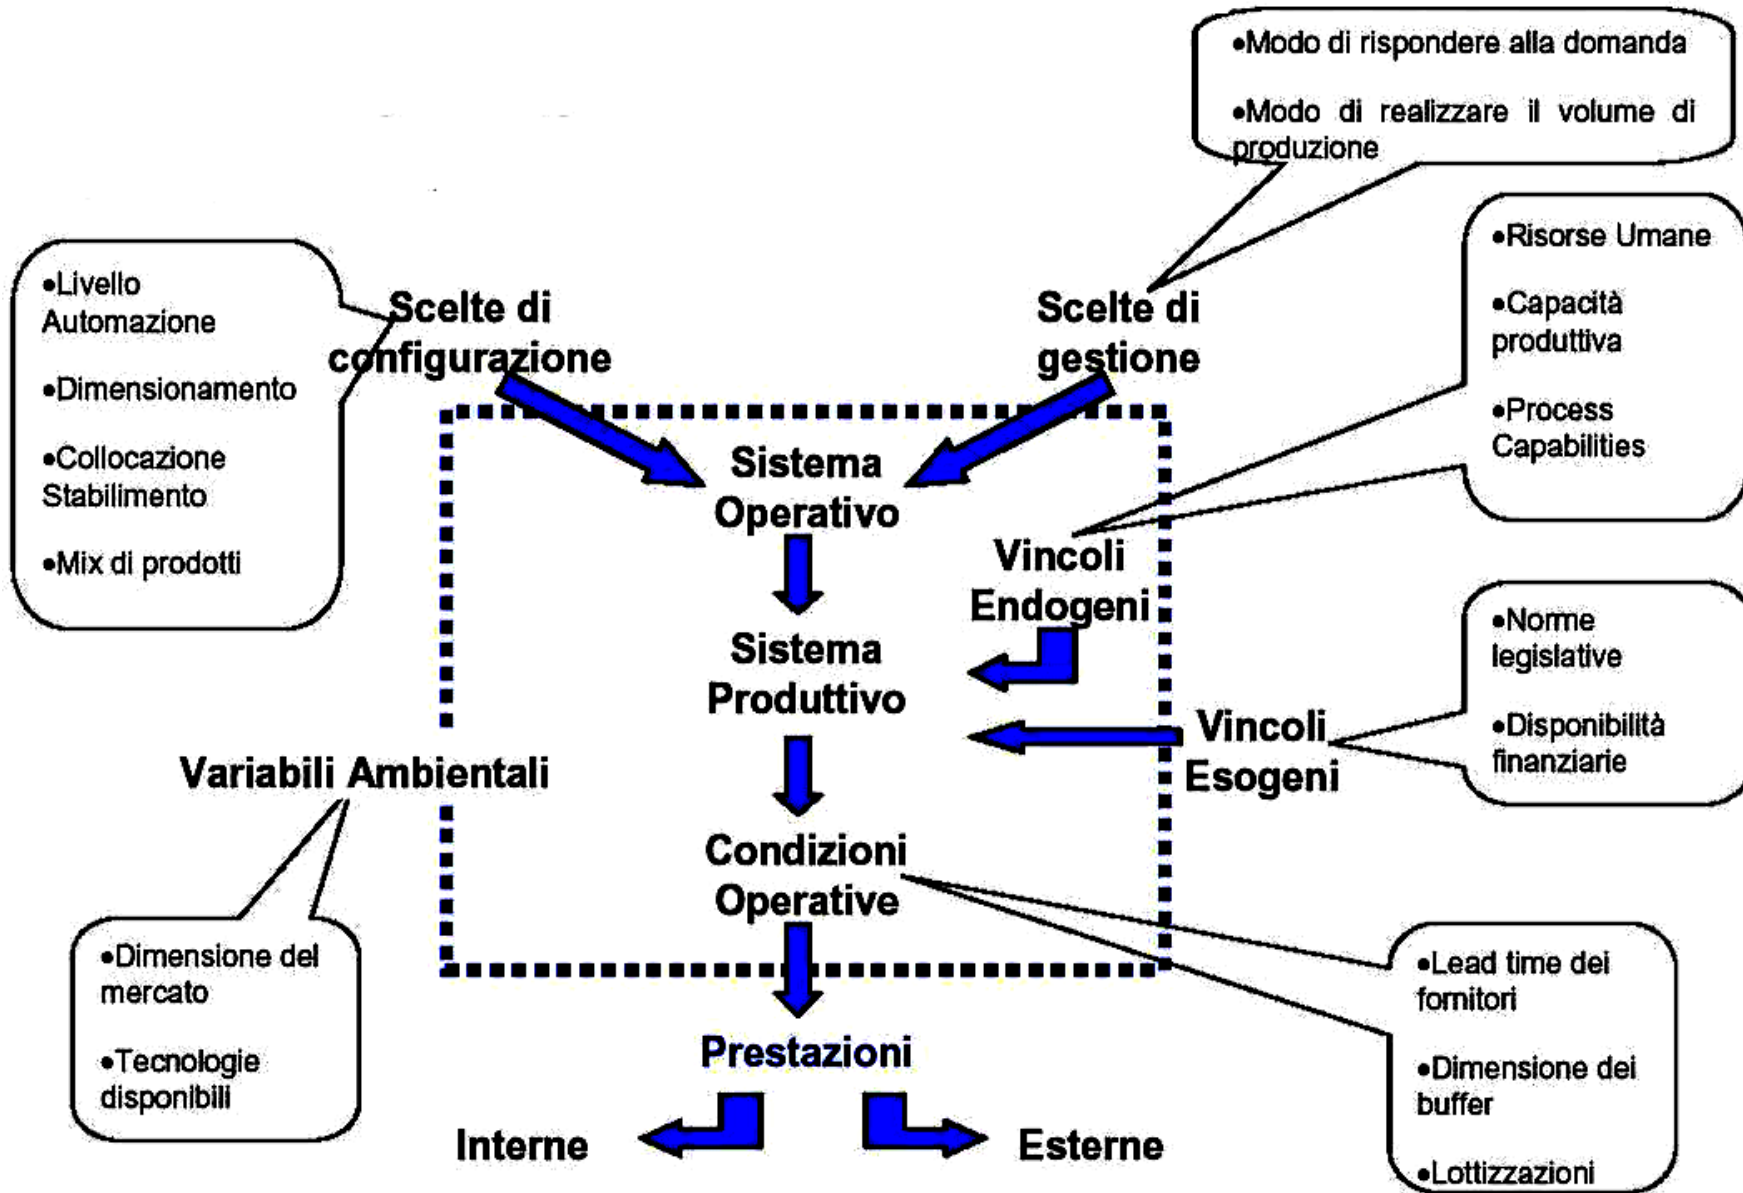 •Modo di rispondere alla domanda
•Modo di realizzare il volume di
produzione
•Livello
Automazione
•Dimensionamento
•Collocazione
Stabilimento
•Mix di prodotti
Scelte di
configurazione
Scelte di
gestione
•Risorse Umane
•Capacità
produttiva
•Process
Capabilities
Sistema
Operativo
Vincoli
Endogeni
Sistema
Produttivo
•Norme
legislative
•Disponibilità
finanziarie
Vincoli
Esogeni
Variabili Ambientali
Condizioni
Operative
•Dimensione del
mercato
•Tecnologie
disponibili
•Lead time dei
fornitori
•Dimensione dei
buffer
•Lottizzazioni
Prestazioni
Interne
Esterne